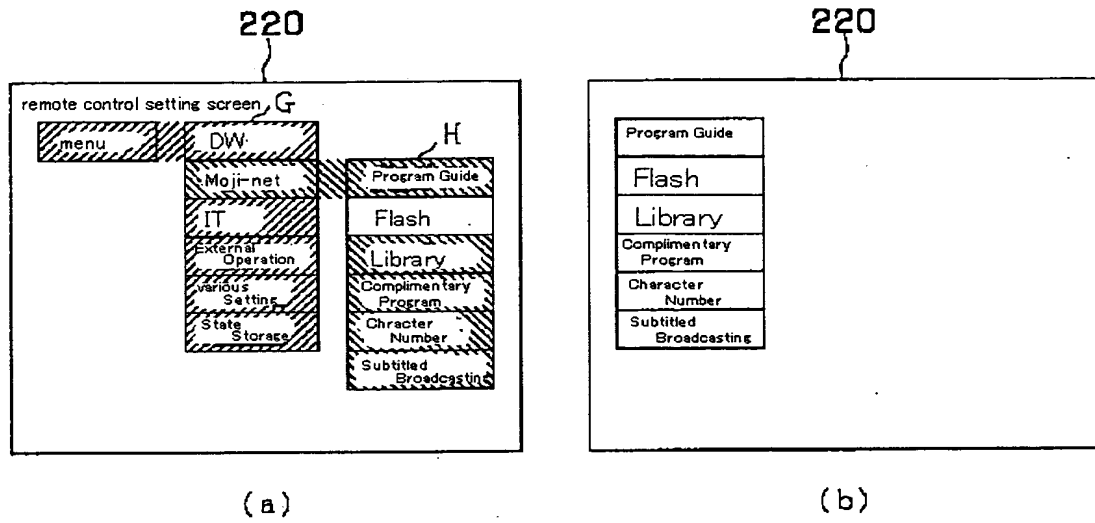 220
remote control setting screen G
menu
DW
H
Moji-net
Program Guide
IT
Flash
External
Operation
Library
various
Setting
Complimentary
Program
State
Storage
Chracter
Number
Subtitled
Broadcasting
(a)
220
Program Guide
Flash
Library
Complimentary
Program
Character
Number
Subtitled
Broadcasting
(b)